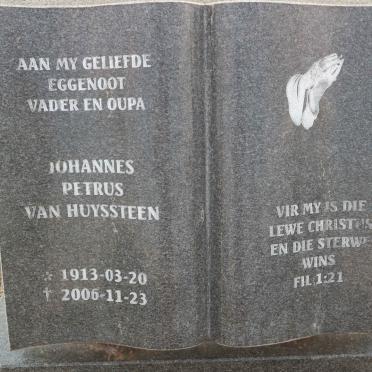 AAN MY GELIEFDE
EGGENOOT
VADER EN OUPA
JOHANNES
PETRUS
VAN HUYSSTEEN
☆ 1913-03-20
† 2006-11-23
VIR MY IS DIE
LEWE CHRISTUS
EN DIE STERWE
WINS
FIL 1:21